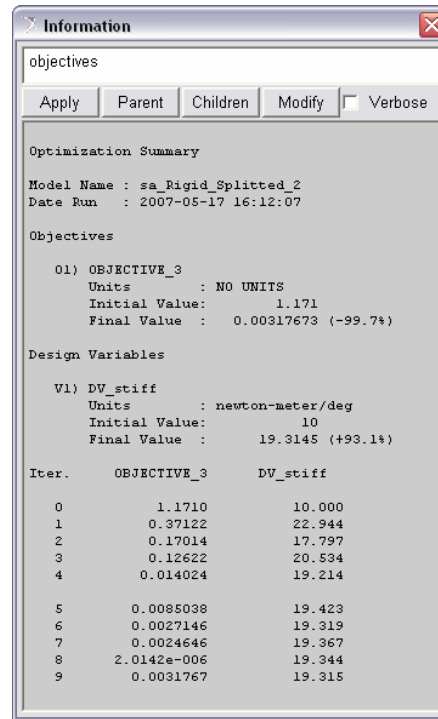 Information
objectives
Apply Parent Children Modify Verbose
Optimization Summary
Model Name : sa_Rigid_Splitted_2
Date Run : 2007-05-17 16:12:07
Objectives
O1) OBJECTIVE_3
Units : NO UNITS
Initial Value: 1.171
Final Value : 0.00317673 (-99.7%)
Design Variables
V1) DV_stiff
Units : newton-meter/deg
Initial Value: 10
Final Value : 19.3145 (+93.1%)
Iter. OBJECTIVE_3 DV_stiff
0 1.1710 10.000
1 0.37122 22.944
2 0.17014 17.797
3 0.12622 20.534
4 0.014024 19.214
5 0.0085038 19.423
6 0.0027146 19.319
7 0.0024646 19.367
8 2.0142e-006 19.344
9 0.0031767 19.315